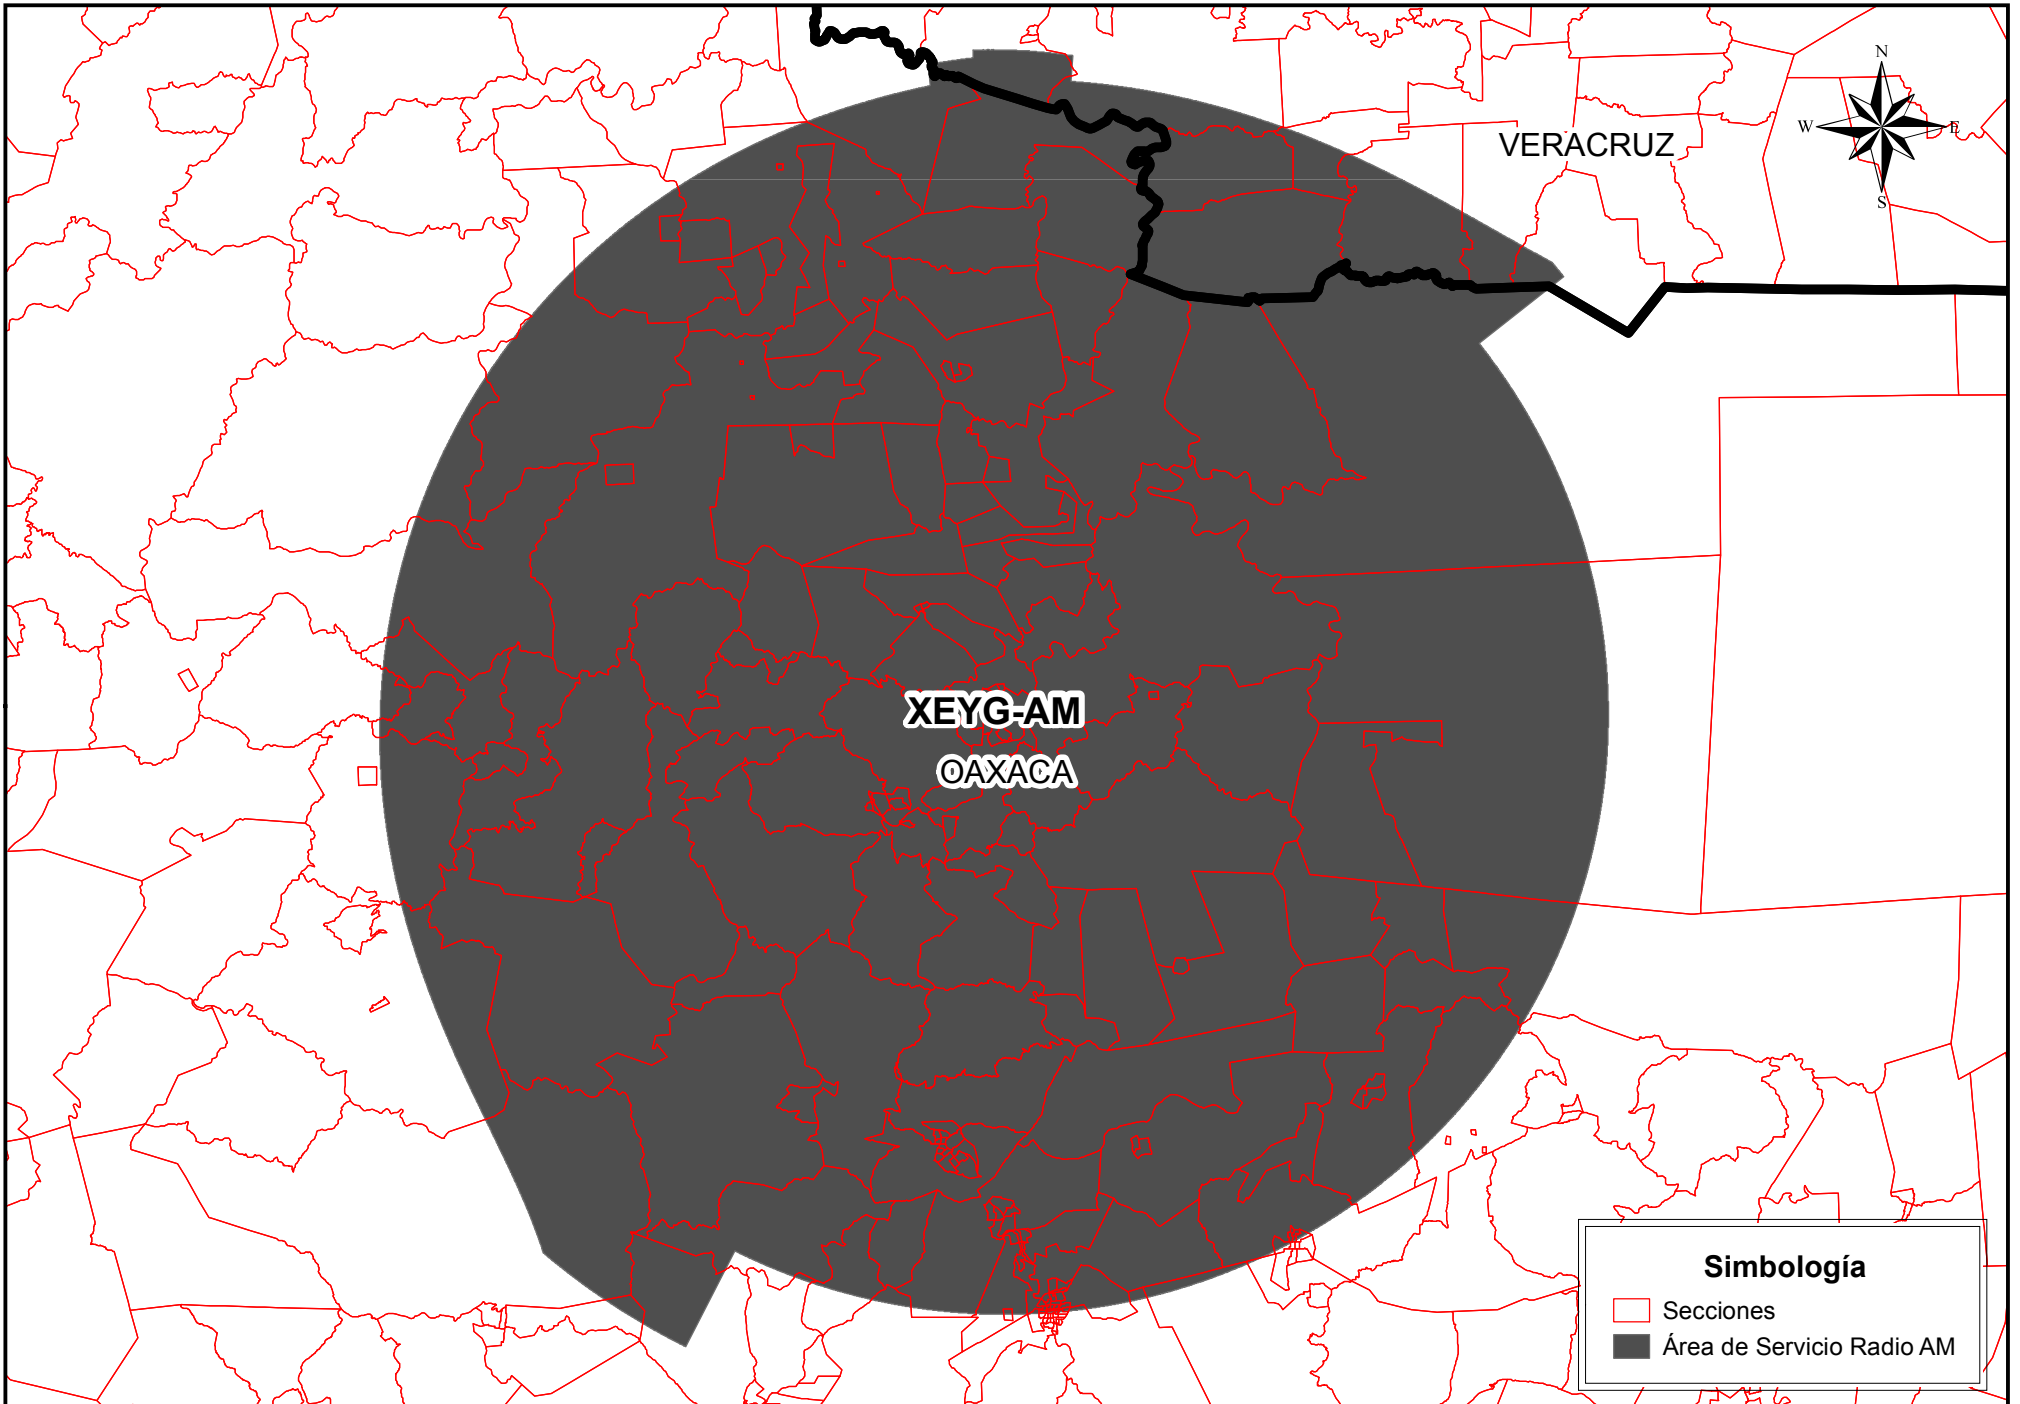 N
VERACRUZ
W
E
S
XEYG-AM
OAXACA
Simbología
Secciones
Área de Servicio Radio AM